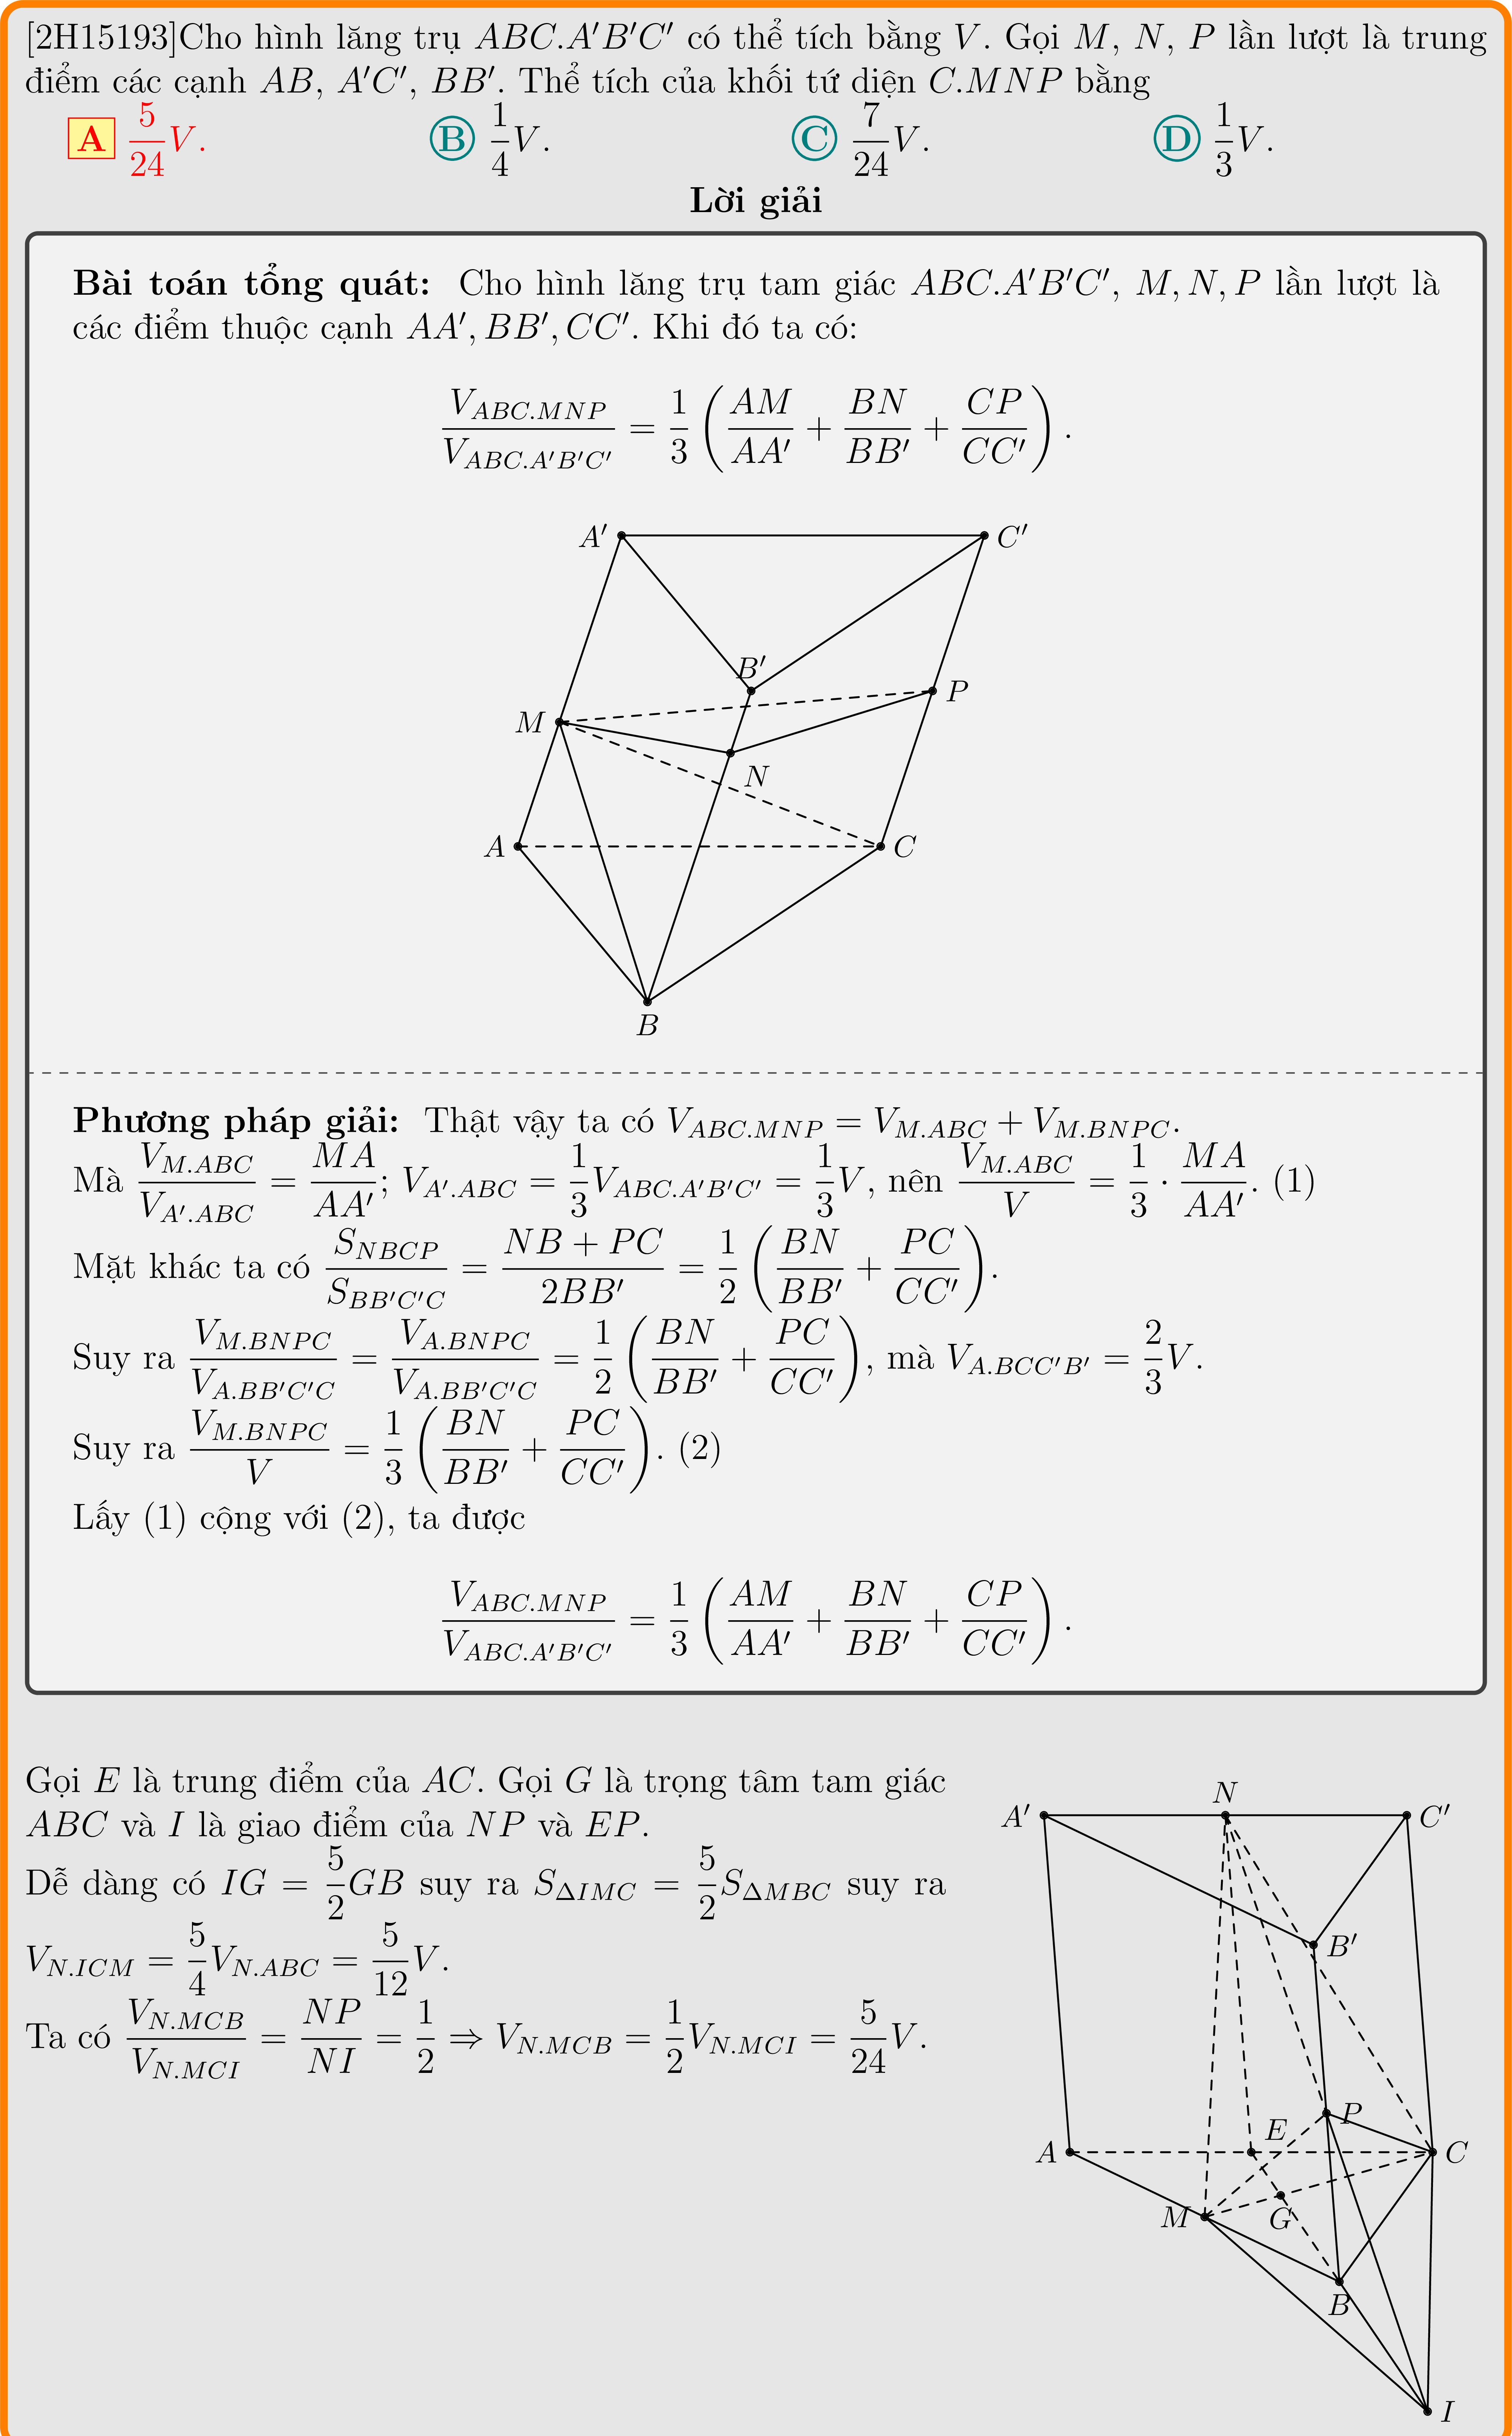 [2H15193]Cho hình lăng trụ $ABC.A'B'C'$ có thể tích bằng $V$. Gọi $M$, $N$, $P$ lần lượt là trung
điểm các cạnh $AB$, $A'C'$, $BB'$. Thể tích của khối tứ diện $C.MNP$ bằng
A $\frac{5}{24}V$. B $\frac{1}{4}V$. C $\frac{7}{24}V$. D $\frac{1}{3}V$.
Lời giải
Bài toán tổng quát: Cho hình lăng trụ tam giác $ABC.A'B'C'$, $M, N, P$ lần lượt là
các điểm thuộc cạnh $AA', BB', CC'$. Khi đó ta có:
$\frac{V_{ABC.MNP}}{V_{ABC.A'B'C'}} = \frac{1}{3}\left(\frac{AM}{AA'} + \frac{BN}{BB'} + \frac{CP}{CC'}\right).$
A' C'
B'
P
M
N
A C
B
Phương pháp giải: Thật vậy ta có $V_{ABC.MNP} = V_{M.ABC} + V_{M.BNPC}$.
Mà $\frac{V_{M.ABC}}{V_{A'.ABC}} = \frac{MA}{AA'}$; $V_{A'.ABC} = \frac{1}{3}V_{ABC.A'B'C'} = \frac{1}{3}V$, nên $\frac{V_{M.ABC}}{V} = \frac{1}{3} \cdot \frac{MA}{AA'}$. (1)
Mặt khác ta có $\frac{S_{NBCP}}{S_{BB'C'C}} = \frac{NB + PC}{2BB'} = \frac{1}{2}\left(\frac{BN}{BB'} + \frac{PC}{CC'}\right)$.
Suy ra $\frac{V_{M.BNPC}}{V_{A.BB'C'C}} = \frac{V_{A.BNPC}}{V_{A.BB'C'C}} = \frac{1}{2}\left(\frac{BN}{BB'} + \frac{PC}{CC'}\right)$, mà $V_{A.BCC'B'} = \frac{2}{3}V$.
Suy ra $\frac{V_{M.BNPC}}{V} = \frac{1}{3}\left(\frac{BN}{BB'} + \frac{PC}{CC'}\right)$. (2)
Lấy (1) cộng với (2), ta được
$\frac{V_{ABC.MNP}}{V_{ABC.A'B'C'}} = \frac{1}{3}\left(\frac{AM}{AA'} + \frac{BN}{BB'} + \frac{CP}{CC'}\right).$
Gọi $E$ là trung điểm của $AC$. Gọi $G$ là trọng tâm tam giác
$ABC$ và $I$ là giao điểm của $NP$ và $EP$.
Dễ dàng có $IG = \frac{5}{2}GB$ suy ra $S_{\Delta IMC} = \frac{5}{2}S_{\Delta MBC}$ suy ra
$V_{N.ICM} = \frac{5}{4}V_{N.ABC} = \frac{5}{12}V$.
Ta có $\frac{V_{N.MCB}}{V_{N.MCI}} = \frac{NP}{NI} = \frac{1}{2} \Rightarrow V_{N.MCB} = \frac{1}{2}V_{N.MCI} = \frac{5}{24}V$.
N
A' C'
B'
P
E
A C
M
G
B
I